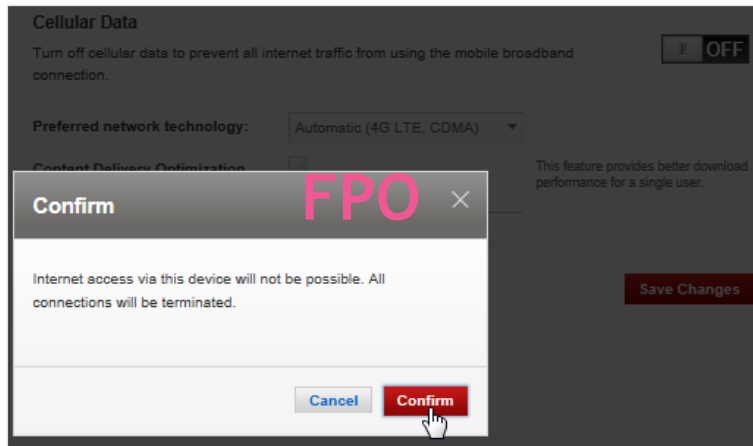 Cellular Data
Turn off cellular data to prevent all internet traffic from using the mobile broadband
connection.
OFF
Preferred network technology:
Automatic (4G LTE, CDMA)
Content Delivery Optimization
This feature provides better download
performance for a single user.
FPO
Confirm
Internet access via this device will not be possible. All
connections will be terminated.
Save Changes
Cancel
Confirm